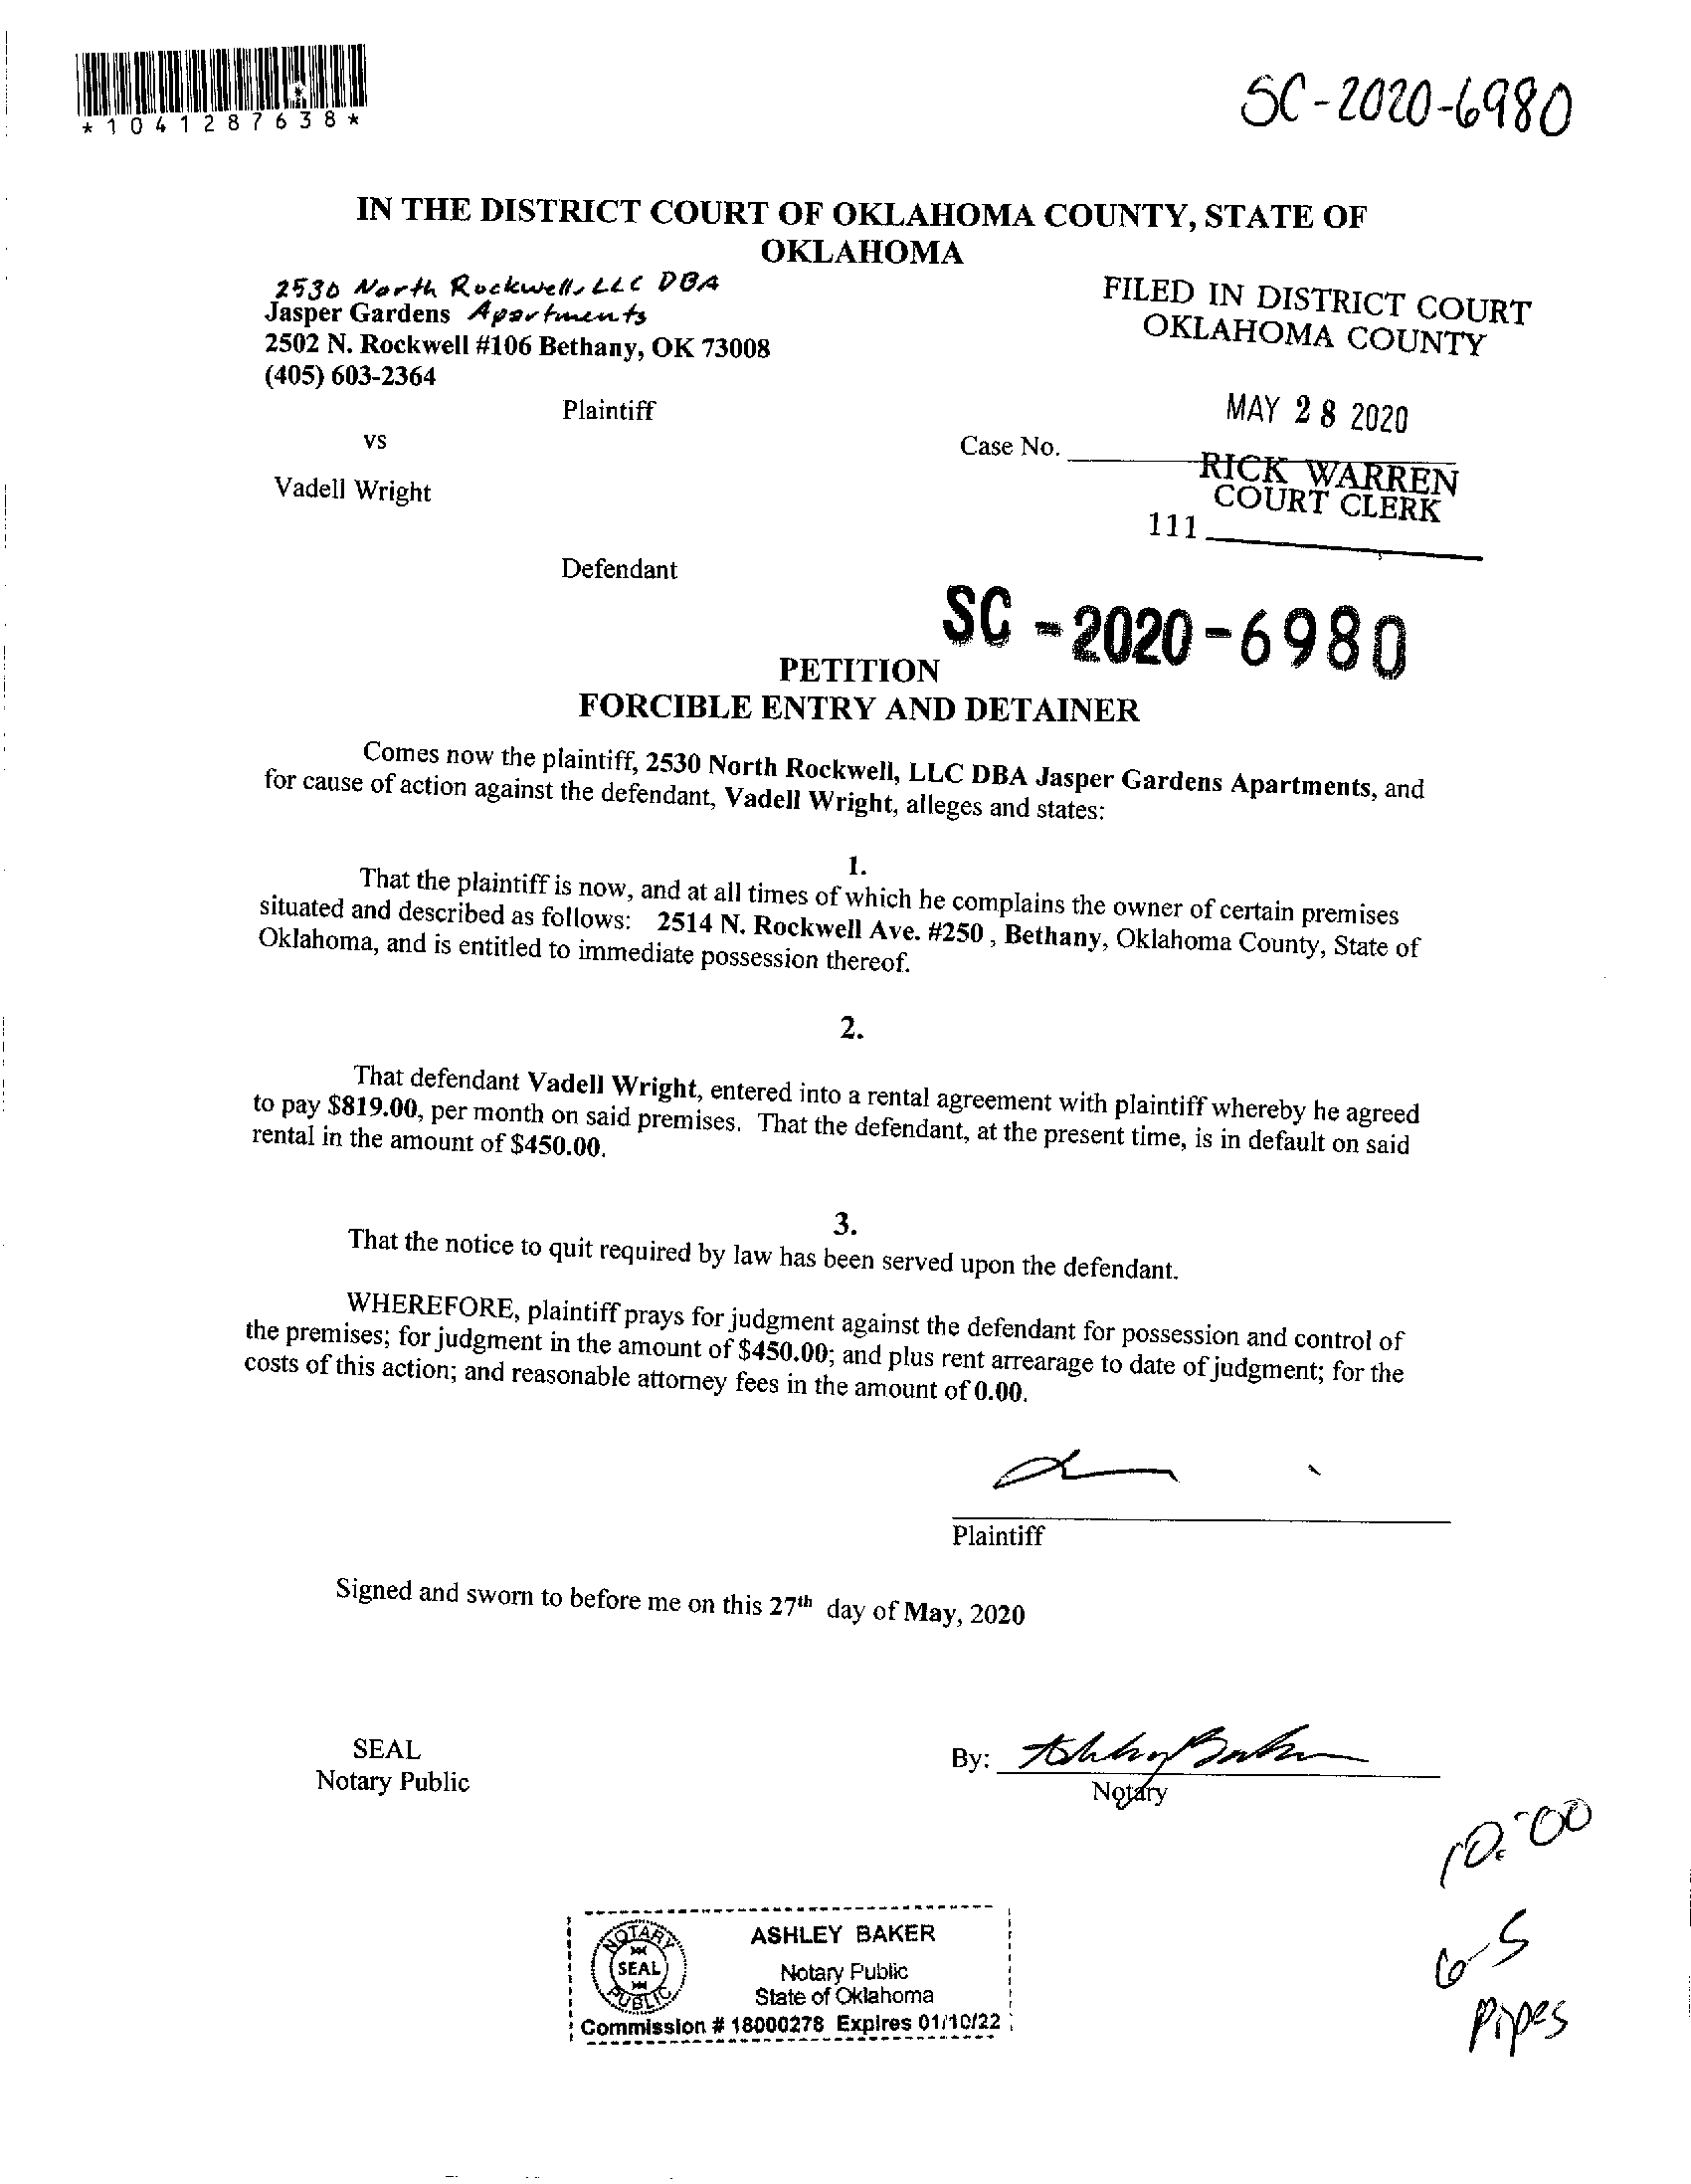 *1041287638*
SC-2020-6980
IN THE DISTRICT COURT OF OKLAHOMA COUNTY, STATE OF
OKLAHOMA
2530 North Rockwell, LLC DBA
Jasper Gardens Apartments
2502 N. Rockwell #106 Bethany, OK 73008
(405) 603-2364
Plaintiff
vs
Vadell Wright
Defendant
FILED IN DISTRICT COURT
OKLAHOMA COUNTY
MAY 28 2020
Case No.
RICK WARREN
COURT CLERK
111
SC-2020-6980
PETITION
FORCIBLE ENTRY AND DETAINER
Comes now the plaintiff, 2530 North Rockwell, LLC DBA Jasper Gardens Apartments, and
for cause of action against the defendant, Vadell Wright, alleges and states:
1.
That the plaintiff is now, and at all times of which he complains the owner of certain premises
situated and described as follows: 2514 N. Rockwell Ave. #250 , Bethany, Oklahoma County, State of
Oklahoma, and is entitled to immediate possession thereof.
2.
That defendant Vadell Wright, entered into a rental agreement with plaintiff whereby he agreed
to pay $819.00, per month on said premises. That the defendant, at the present time, is in default on said
rental in the amount of $450.00.
3.
That the notice to quit required by law has been served upon the defendant.
WHEREFORE, plaintiff prays for judgment against the defendant for possession and control of
the premises; for judgment in the amount of $450.00; and plus rent arrearage to date of judgment; for the
costs of this action; and reasonable attorney fees in the amount of 0.00.
Plaintiff
Signed and sworn to before me on this 27th day of May, 2020
SEAL
Notary Public
By: Ashley Baker
Notary
10:00
6-5
Pipes
NOTARY
SEAL
PUBLIC
ASHLEY BAKER
Notary Public
State of Oklahoma
Commission # 18000278 Expires 01/10/22